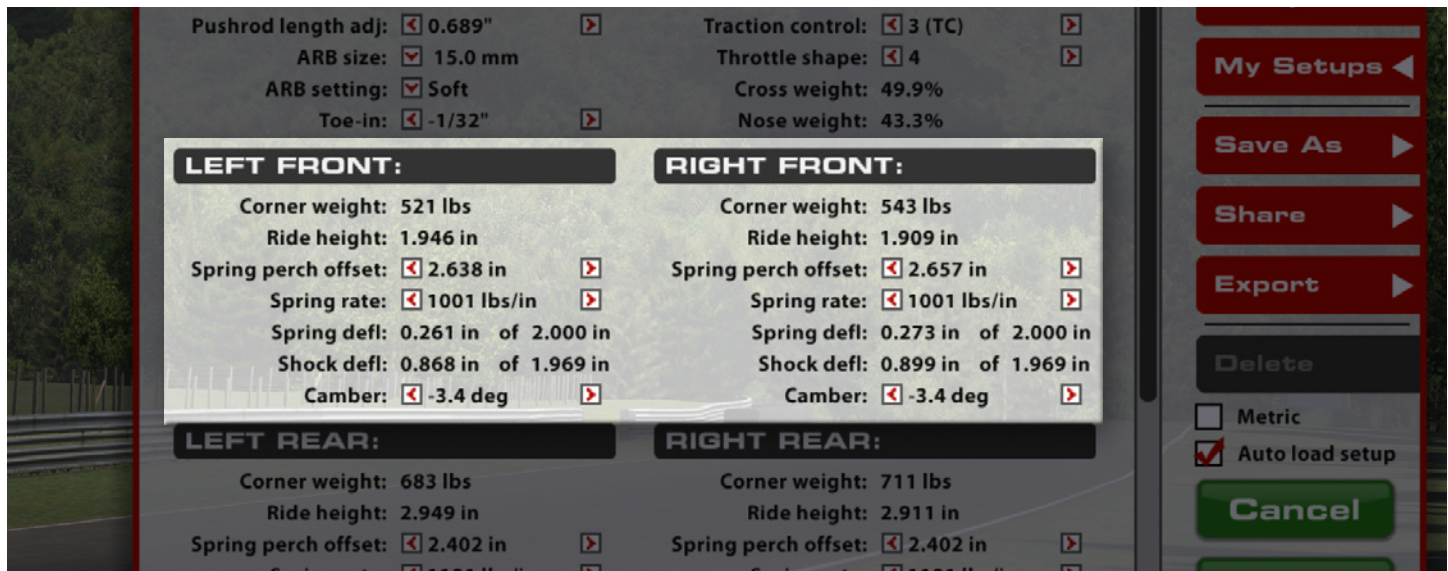 Pushrod length adj: 0.689"
ARB size: 15.0 mm
ARB setting: Soft
Toe-in: -1/32"
Traction control: 3 (TC)
Throttle shape: 4
Cross weight: 49.9%
Nose weight: 43.3%
LEFT FRONT:
Corner weight: 521 lbs
Ride height: 1.946 in
Spring perch offset: 2.638 in
Spring rate: 1001 lbs/in
Spring defl: 0.261 in of 2.000 in
Shock defl: 0.868 in of 1.969 in
Camber: -3.4 deg
RIGHT FRONT:
Corner weight: 543 lbs
Ride height: 1.909 in
Spring perch offset: 2.657 in
Spring rate: 1001 lbs/in
Spring defl: 0.273 in of 2.000 in
Shock defl: 0.899 in of 1.969 in
Camber: -3.4 deg
LEFT REAR:
Corner weight: 683 lbs
Ride height: 2.949 in
Spring perch offset: 2.402 in
RIGHT REAR:
Corner weight: 711 lbs
Ride height: 2.911 in
Spring perch offset: 2.402 in
My Setups
Save As
Share
Export
Delete
Metric
Auto load setup
Cancel